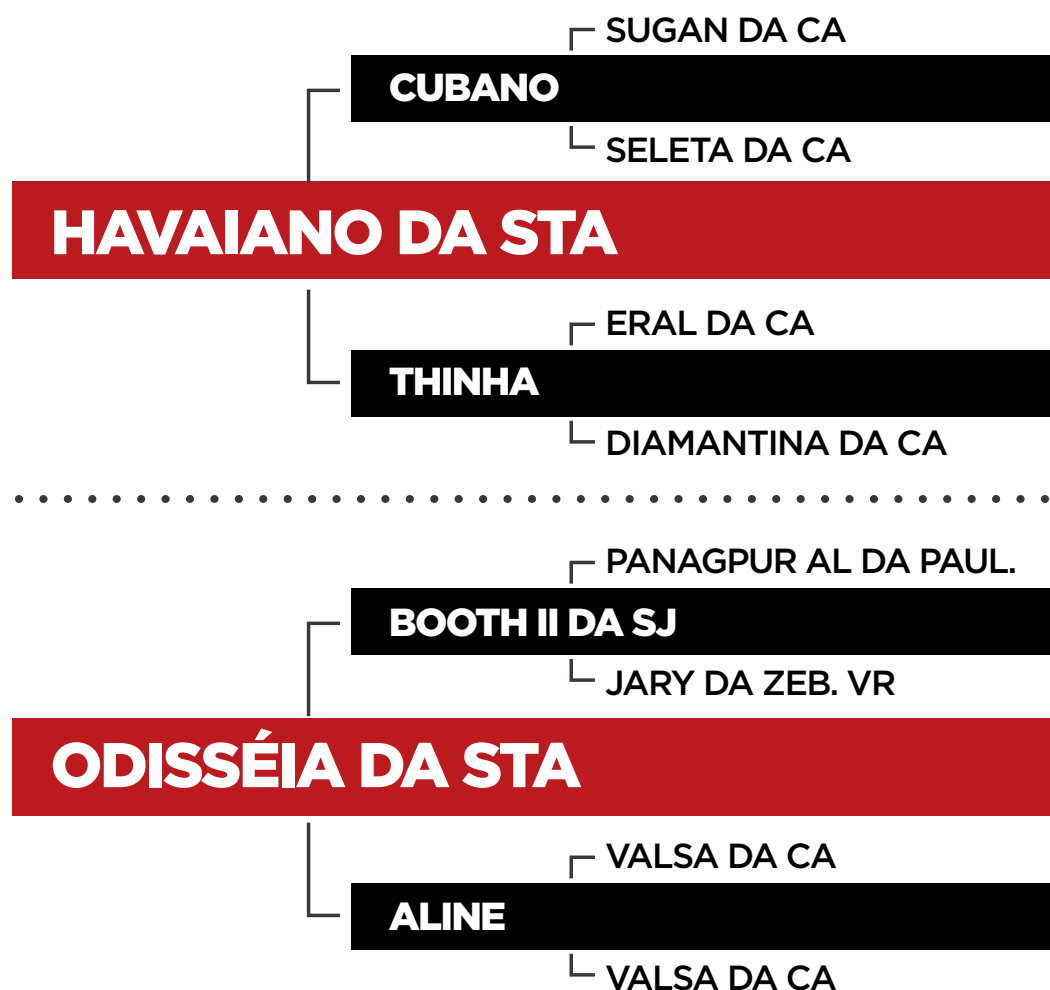 SUGAN DA CA
CUBANO
SELETA DA CA
HAVAIANO DA STA
ERAL DA CA
THINHA
DIAMANTINA DA CA
PANAGPUR AL DA PAUL.
BOOTH II DA SJ
JARY DA ZEB. VR
ODISSÉIA DA STA
VALSA DA CA
ALINE
VALSA DA CA